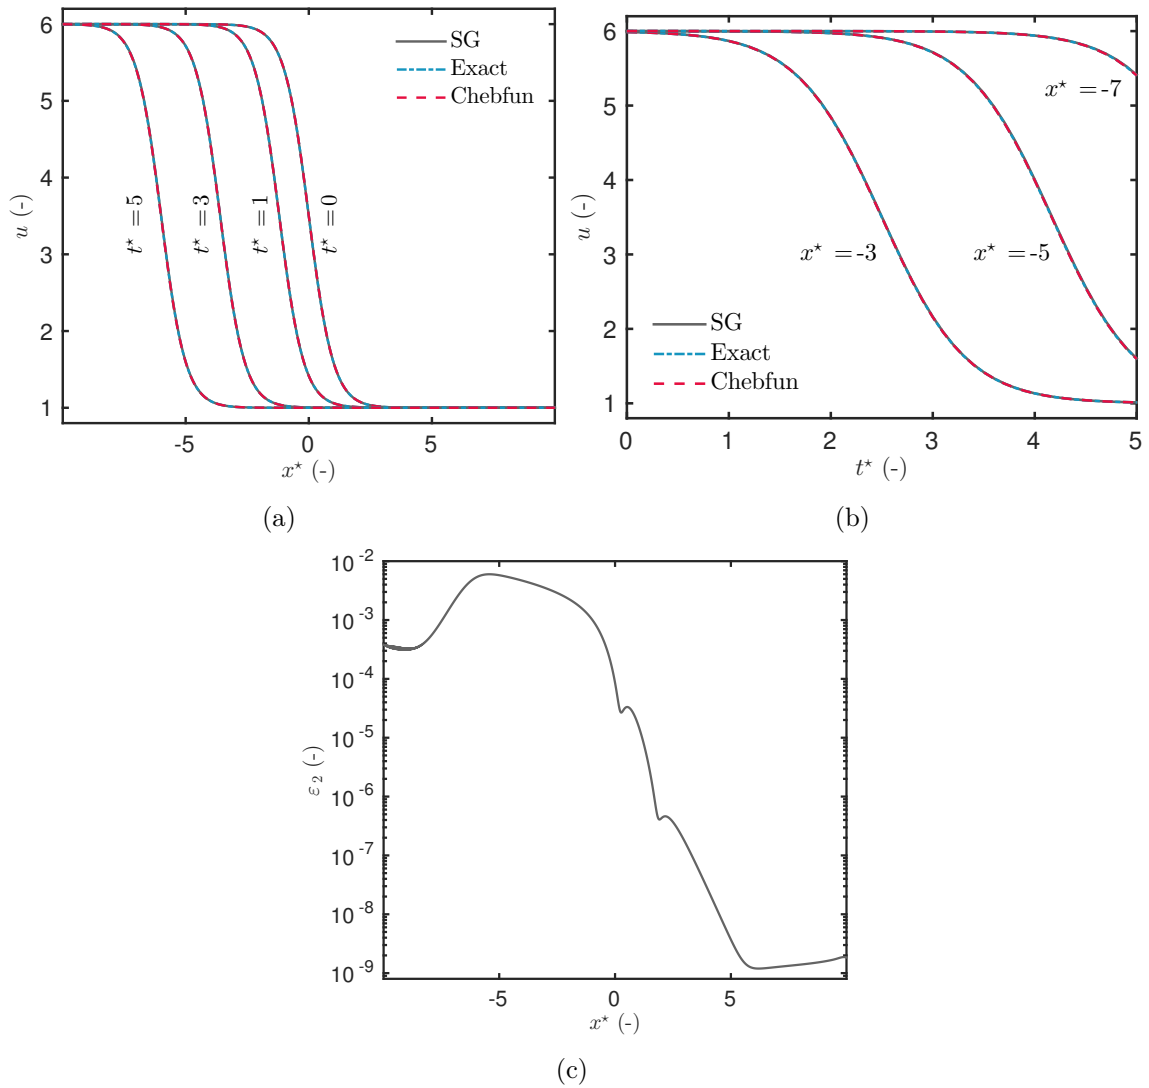 6
5
4
3
2
1
u (-)
SG
Exact
Chebfun
t⋆ = 5
t⋆ = 3
t⋆ = 1
t⋆ = 0
-5 0 5
x⋆ (-)
(a)
6
5
4
3
2
1
u (-)
x⋆ = -7
x⋆ = -3
x⋆ = -5
SG
Exact
Chebfun
0 1 2 3 4 5
t⋆ (-)
(b)
10-2
10-3
10-4
10-5
10-6
10-7
10-8
10-9
ε2 (-)
-5 0 5
x⋆ (-)
(c)